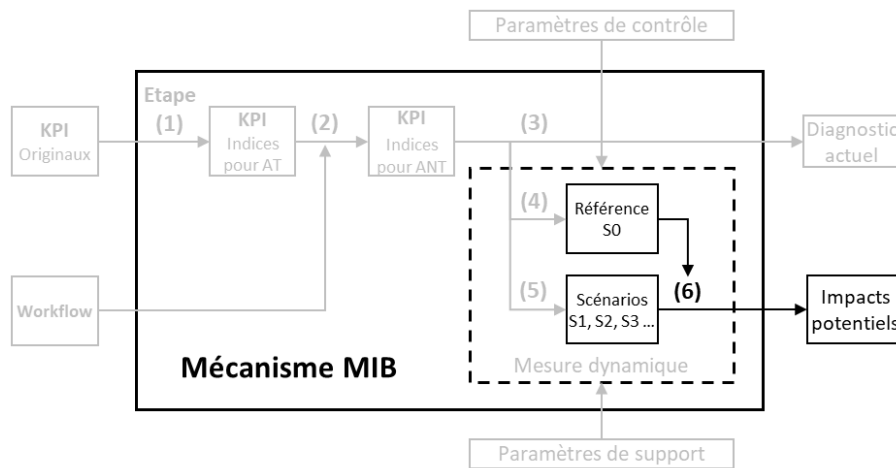 Paramètres de contrôle
Etape
KPI
Originaux
(1)
KPI
Indices
pour AT
(2)
KPI
Indices
pour ANT
(3)
Diagnostic
actuel
(4)
Référence
S0
(5)
Scénarios
S1, S2, S3 ...
(6)
Impacts
potentiels
Workflow
Mécanisme MIB
Mesure dynamique
Paramètres de support